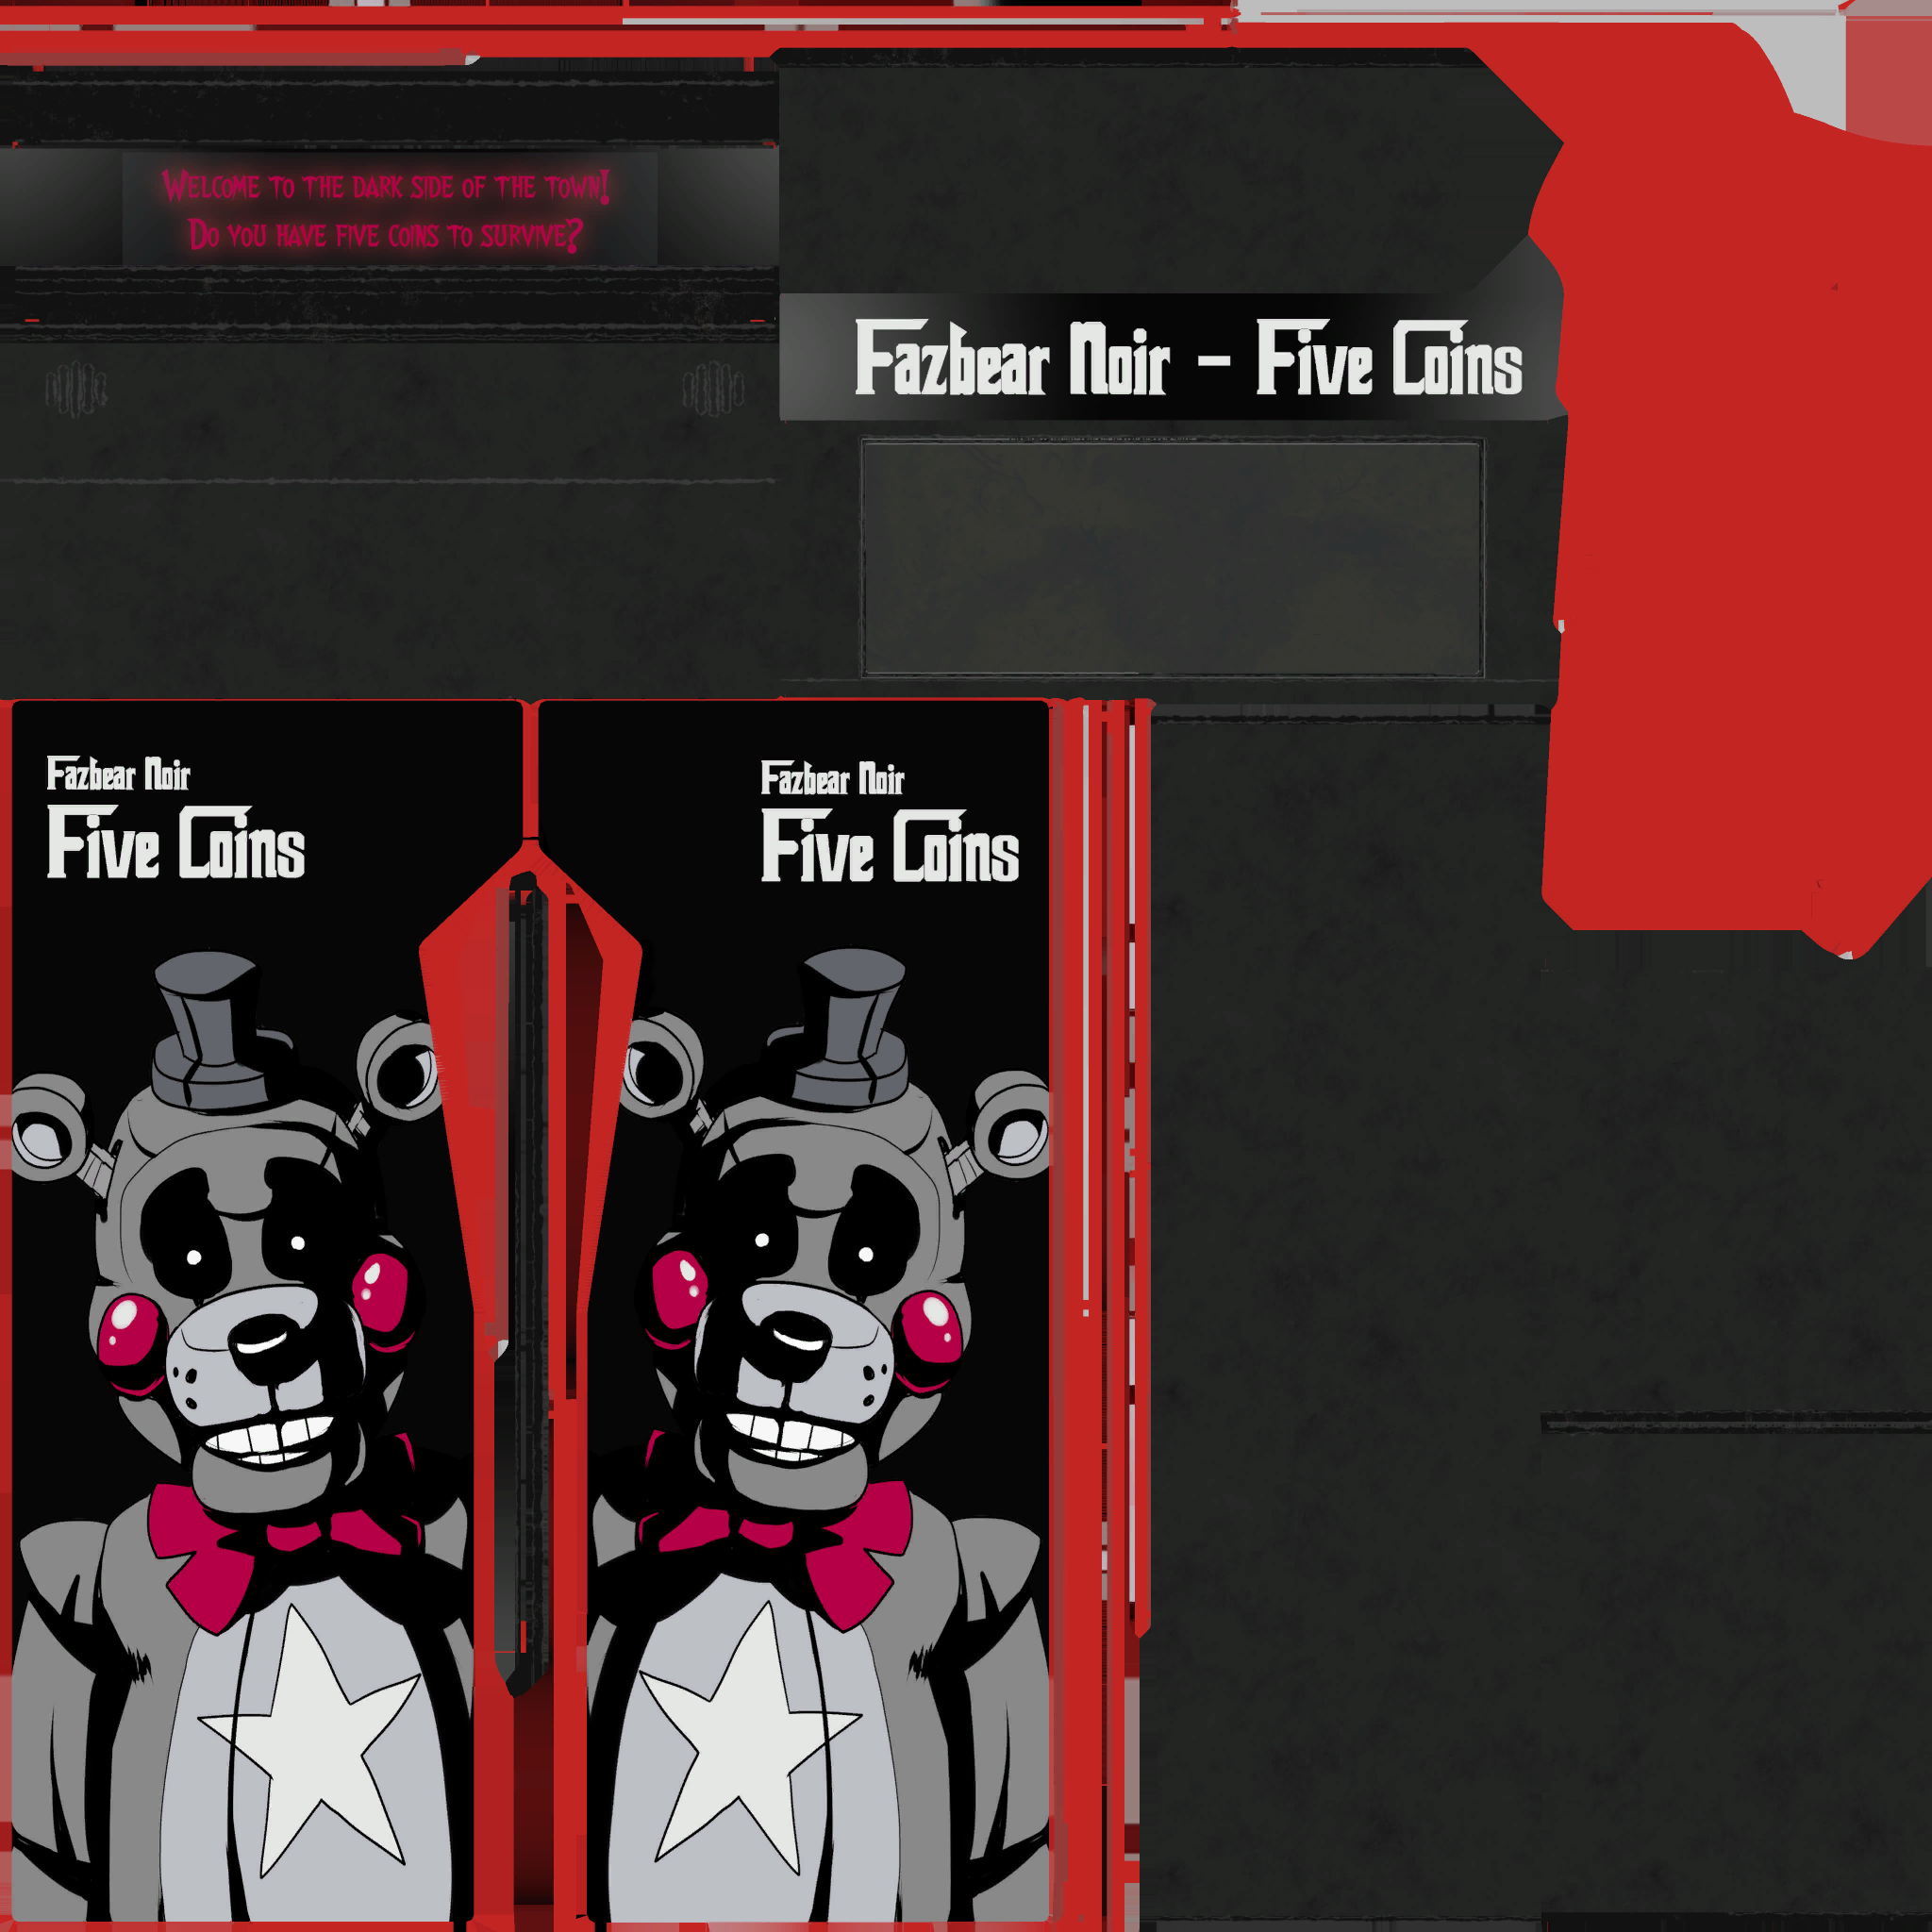 Welcome to the dark side of the town!
Do you have five coins to survive?
Fazbear Noir - Five Coins
Fazbear Noir
Five Coins
Fazbear Noir
Five Coins